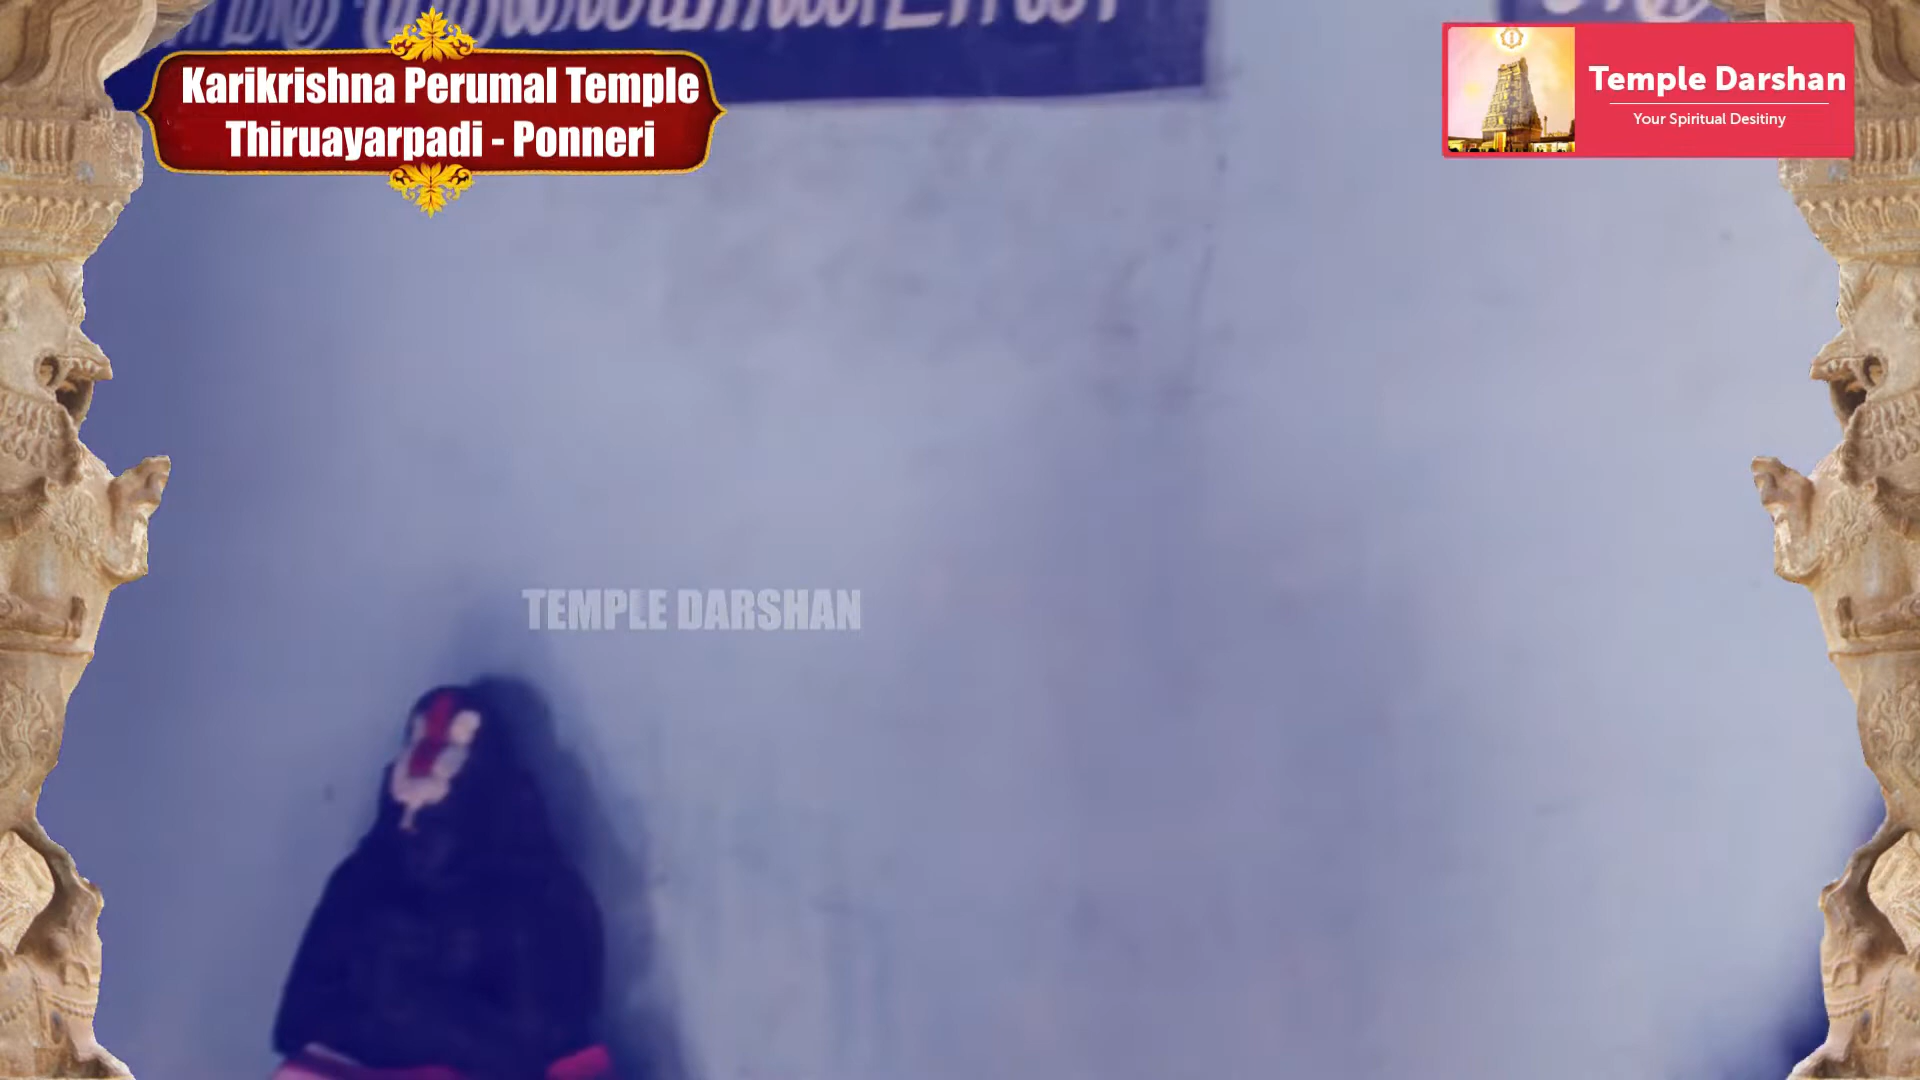 Karikrishna Perumal Temple
Thiruayarpadi - Ponneri
Temple Darshan
Your Spiritual Desitiny
TEMPLE DARSHAN